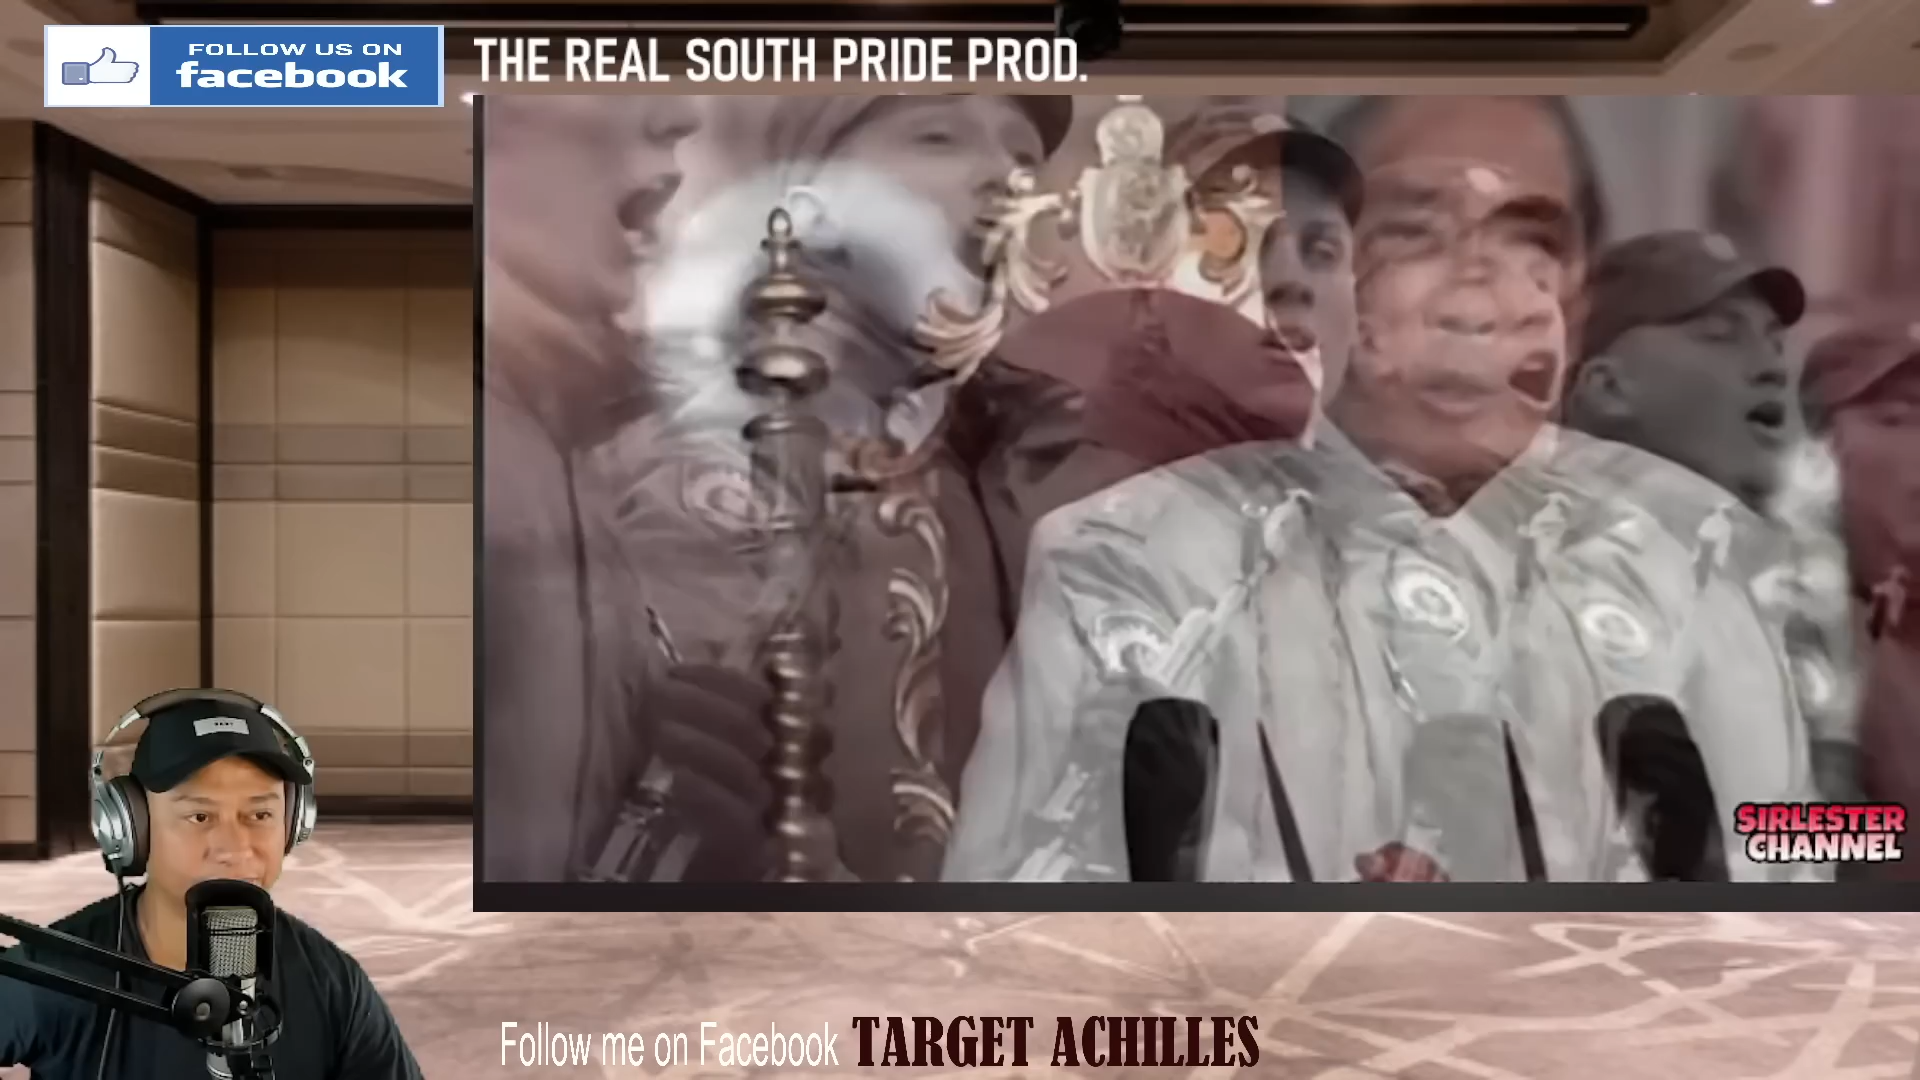 FOLLOW US ON
facebook
THE REAL SOUTH PRIDE PROD.
SIRLESTER
CHANNEL
Follow me on Facebook TARGET ACHILLES